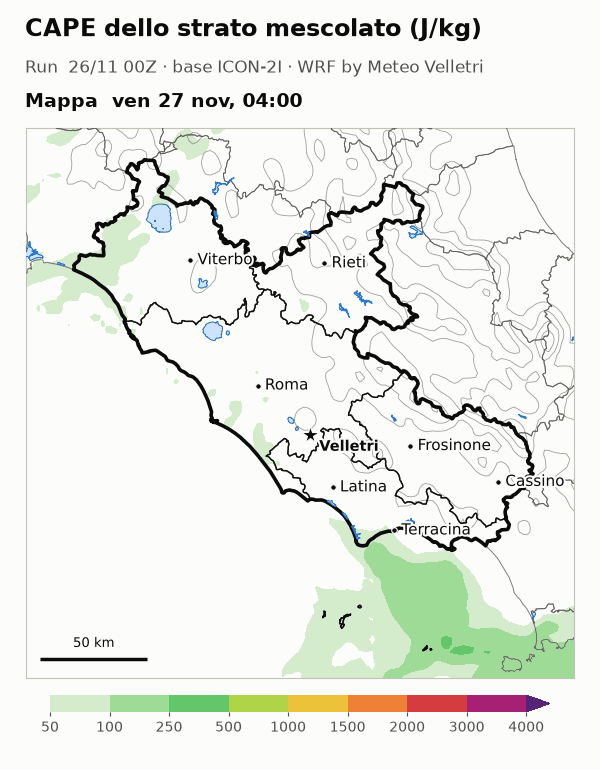 CAPE dello strato mescolato (J/kg)
Run  26/11 00Z · base ICON-2I · WRF by Meteo Velletri
Mappa  ven 27 nov, 04:00
Viterbo
Rieti
Roma
Velletri
Frosinone
Cassino
Latina
Terracina
50 km
50 100 250 500 1000 1500 2000 3000 4000